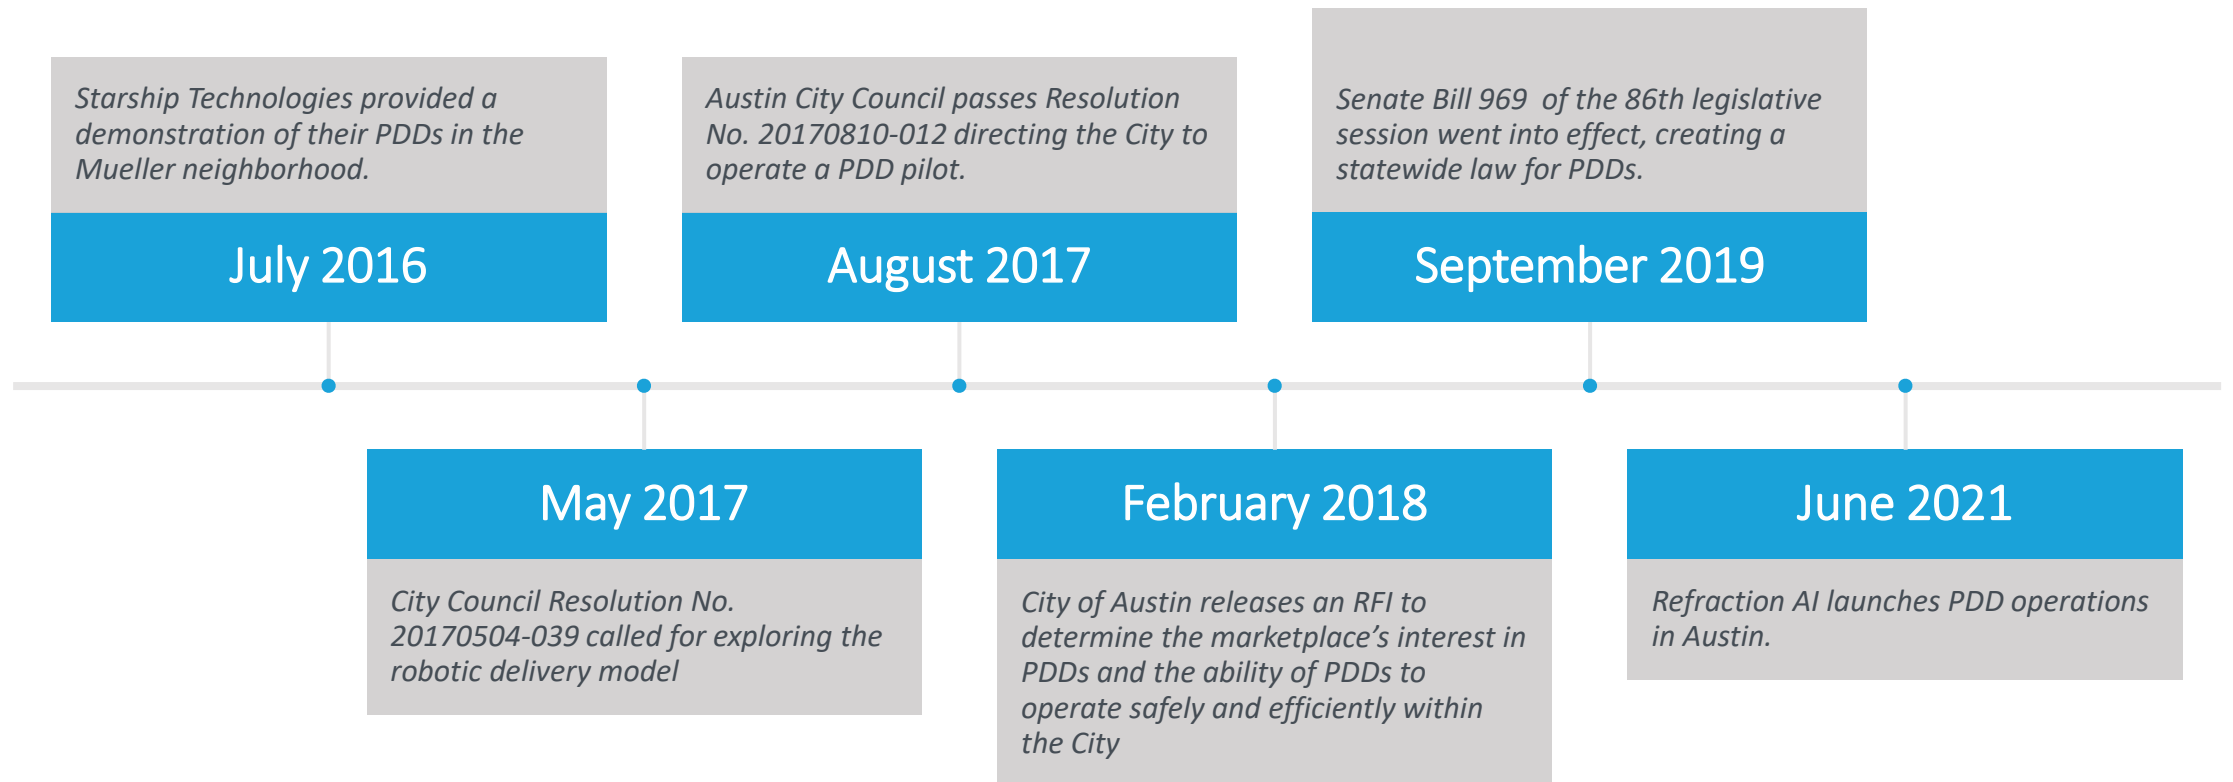 Starship Technologies provided a
demonstration of their PDDs in the
Mueller neighborhood.
July 2016
May 2017
City Council Resolution No.
20170504-039 called for exploring the
robotic delivery model
Austin City Council passes Resolution
No. 20170810-012 directing the City to
operate a PDD pilot.
August 2017
February 2018
City of Austin releases an RFI to
determine the marketplace’s interest in
PDDs and the ability of PDDs to
operate safely and efficiently within
the City
Senate Bill 969  of the 86th legislative
session went into effect, creating a
statewide law for PDDs.
September 2019
June 2021
Refraction AI launches PDD operations
in Austin.